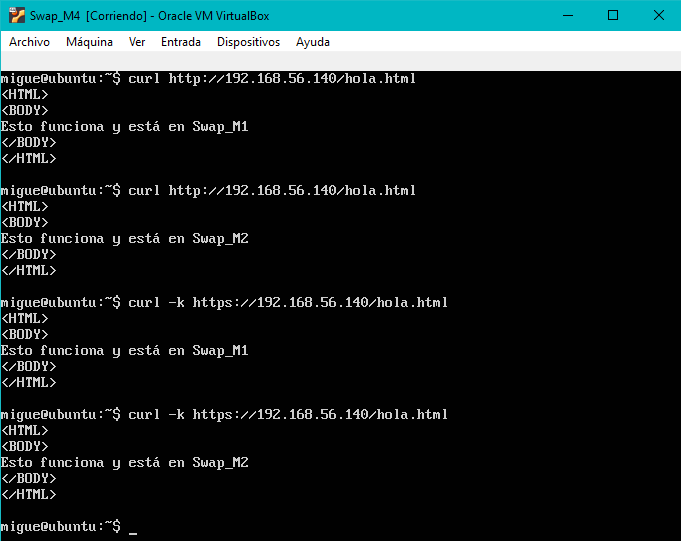 Swap_M4 [Corriendo] - Oracle VM VirtualBox
Archivo Máquina Ver Entrada Dispositivos Ayuda
migue@ubuntu:~$ curl http://192.168.56.140/hola.html
<HTML>
<BODY>
Esto funciona y está en Swap_M1
</BODY>
</HTML>
migue@ubuntu:~$ curl http://192.168.56.140/hola.html
<HTML>
<BODY>
Esto funciona y está en Swap_M2
</BODY>
</HTML>
migue@ubuntu:~$ curl -k https://192.168.56.140/hola.html
<HTML>
<BODY>
Esto funciona y está en Swap_M1
</BODY>
</HTML>
migue@ubuntu:~$ curl -k https://192.168.56.140/hola.html
<HTML>
<BODY>
Esto funciona y está en Swap_M2
</BODY>
</HTML>
migue@ubuntu:~$ _